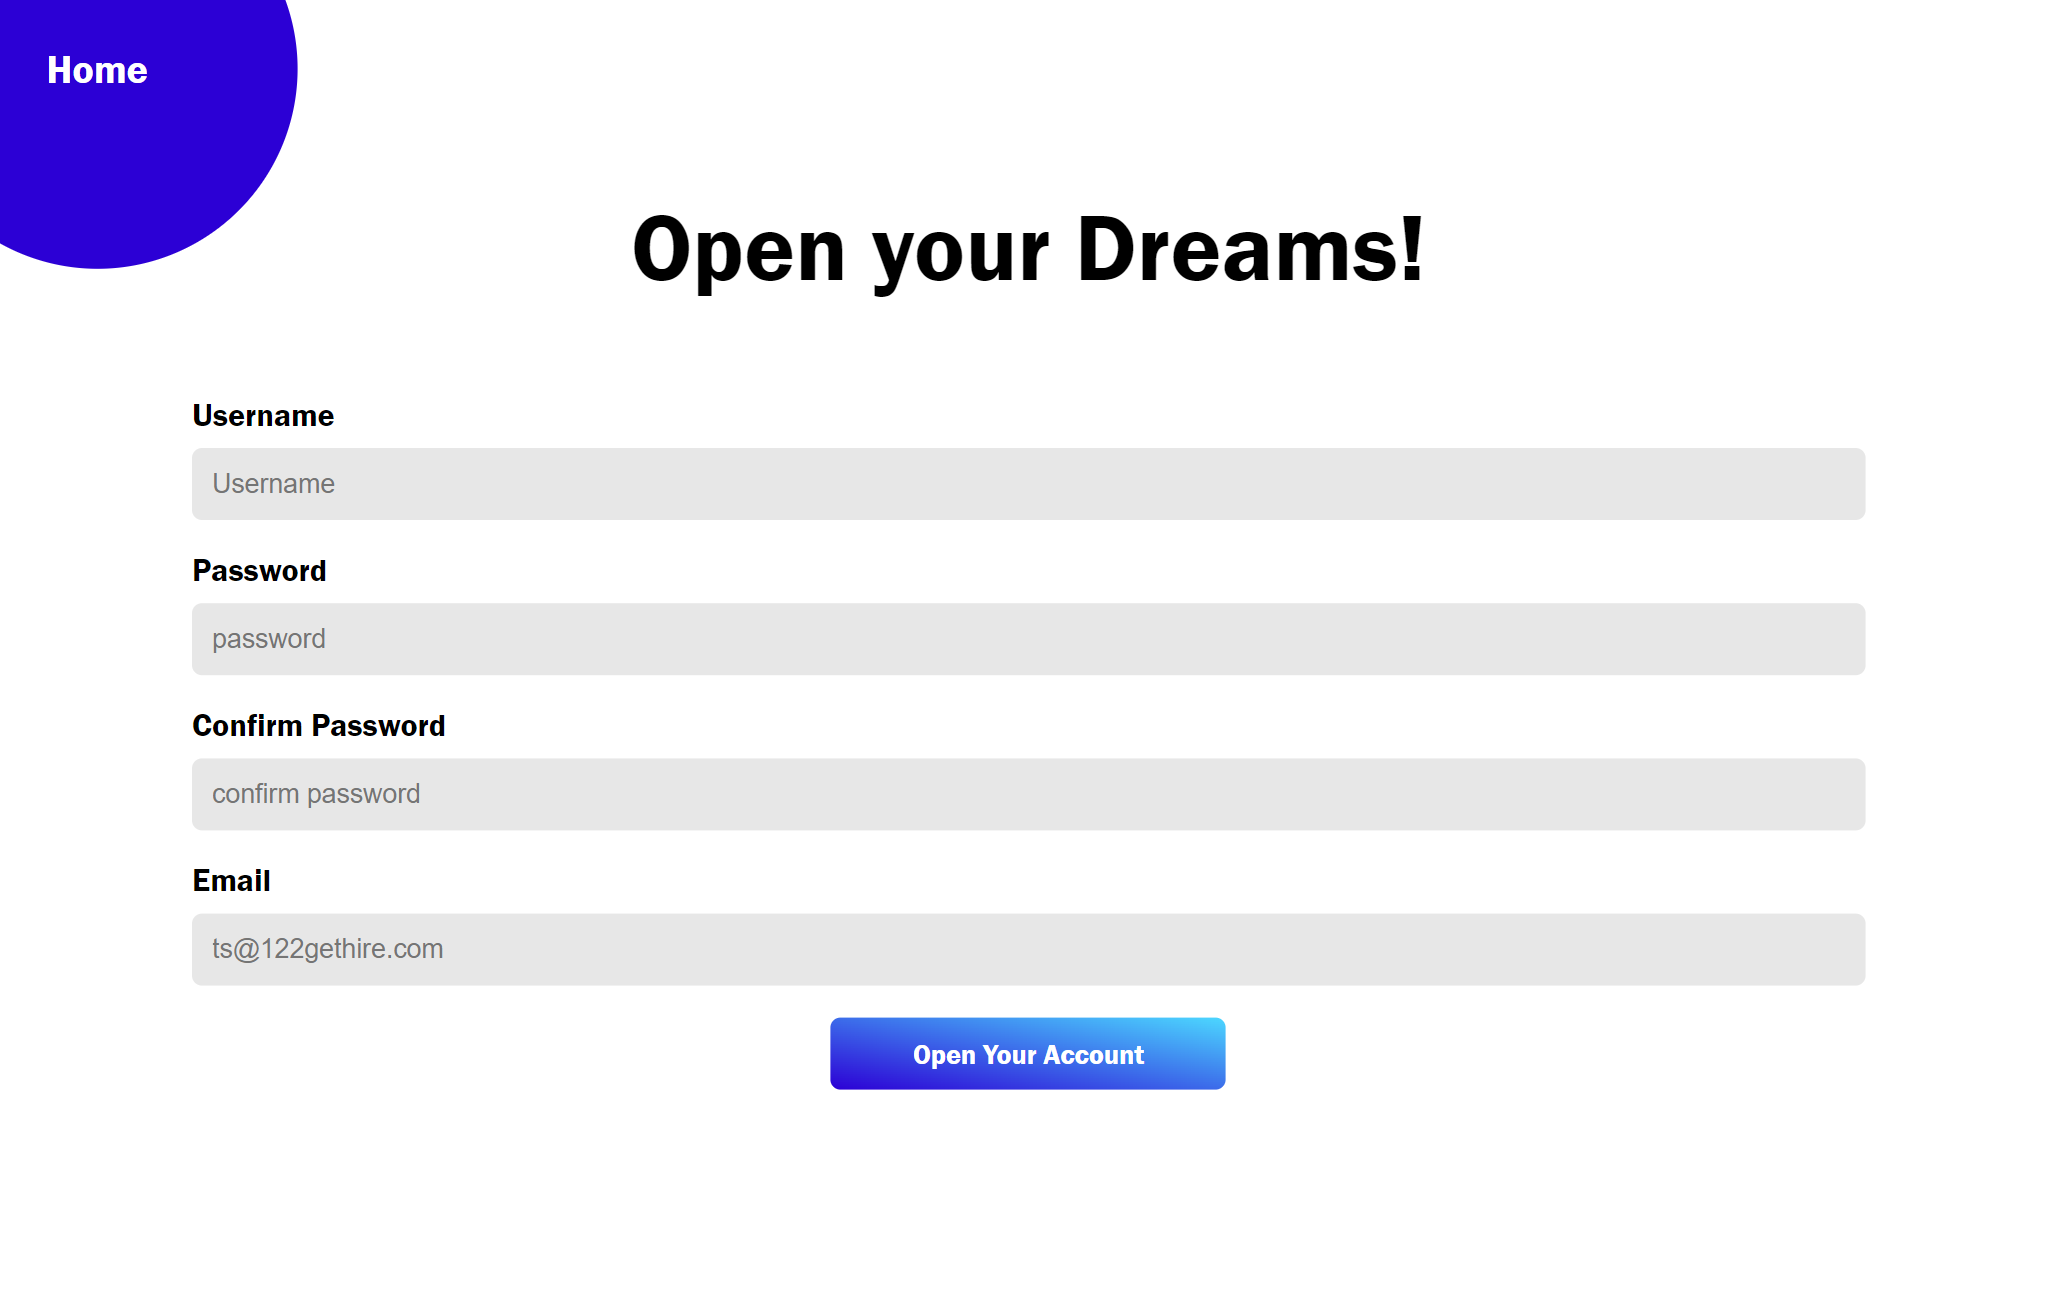 Home
Open your Dreams!
Username
Username
Password
password
Confirm Password
confirm password
Email
ts@122gethire.com
Open Your Account